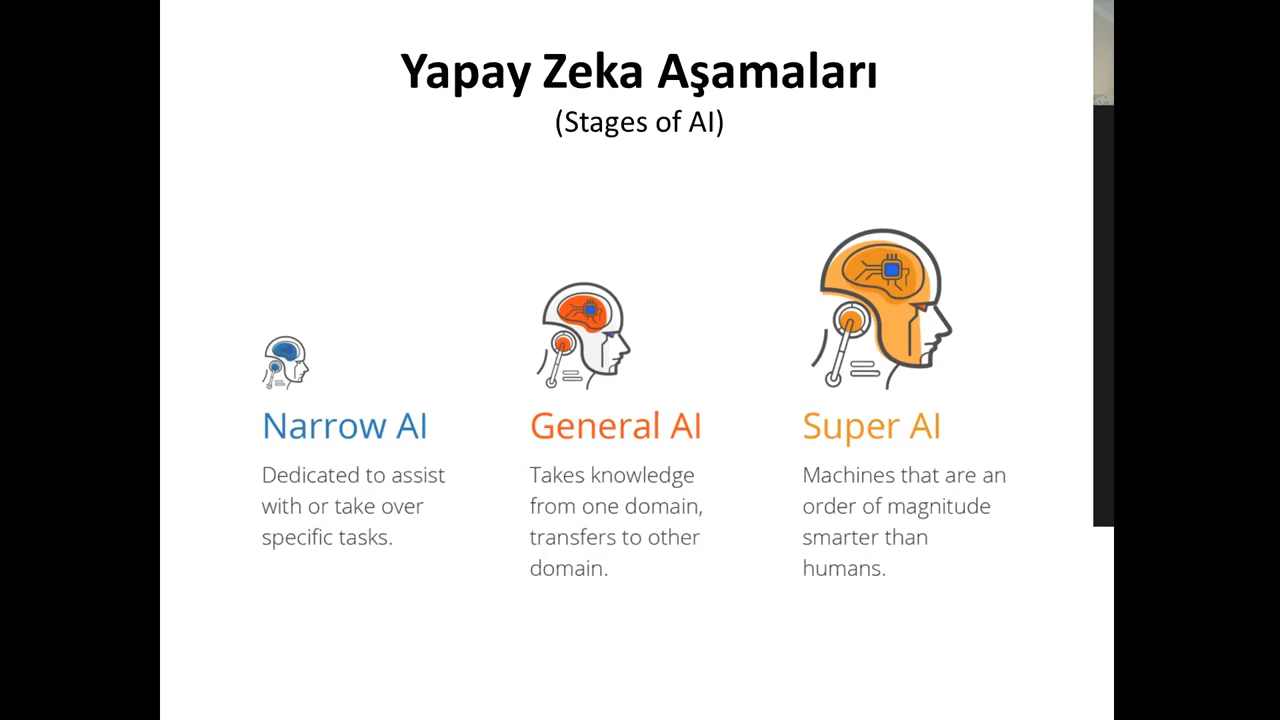 Yapay Zeka Aşamaları
(Stages of AI)
Narrow AI
Dedicated to assist
with or take over
specific tasks.
General AI
Takes knowledge
from one domain,
transfers to other
domain.
Super AI
Machines that are an
order of magnitude
smarter than
humans.